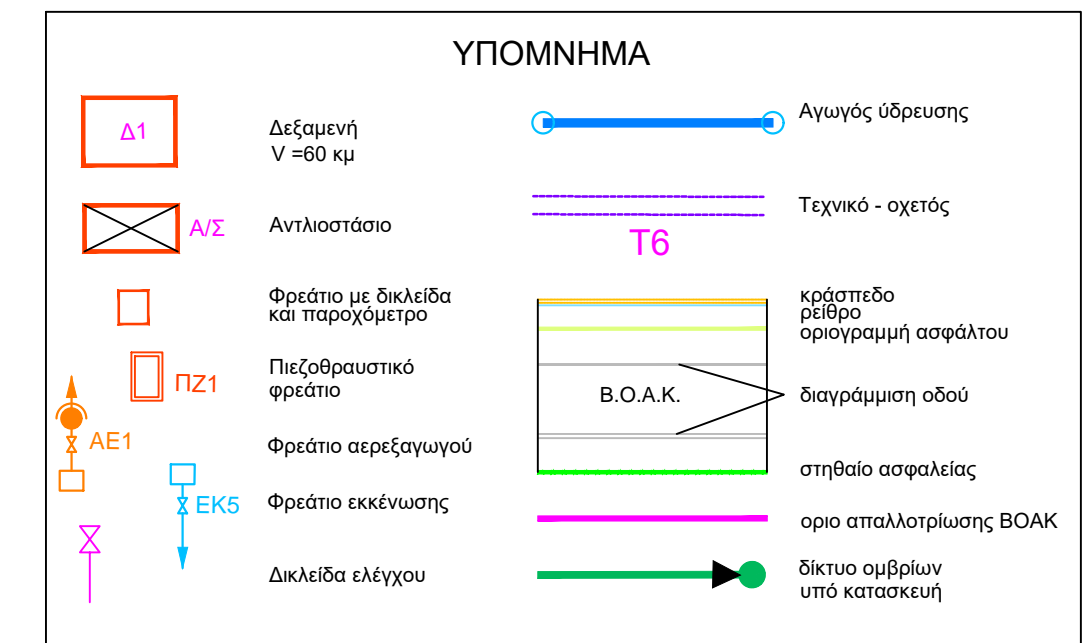 ΥΠΟΜΝΗΜΑ
Δ1
Δεξαμενή
V =60 κμ
Α/Σ
Αντλιοστάσιο
Φρεάτιο με δικλείδα
και παροχόμετρο
ΠΖ1
Πιεζοθραυστικό
φρεάτιο
ΑΕ1
Φρεάτιο αερεξαγωγού
ΕΚ5
Φρεάτιο εκκένωσης
Δικλείδα ελέγχου
Αγωγός ύδρευσης
Τεχνικό - οχετός
Τ6
κράσπεδο
ρείθρο
οριογραμμή ασφάλτου
Β.Ο.Α.Κ.
διαγράμμιση οδού
στηθαίο ασφαλείας
οριο απαλλοτρίωσης ΒΟΑΚ
δίκτυο ομβρίων
υπό κατασκευή